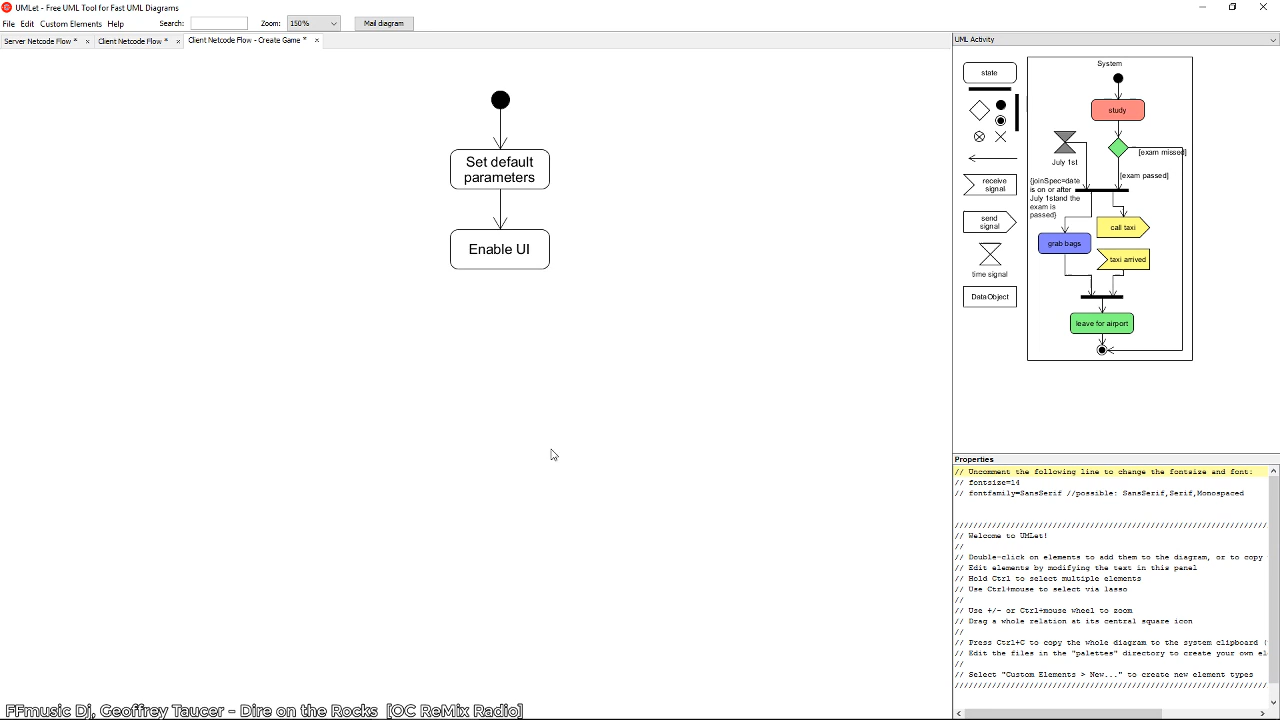 UMLet - Free UML Tool for Fast UML Diagrams
File Edit Custom Elements Help Search: Zoom: 150% Mail diagram
Server Netcode Flow * × Client Netcode Flow * × Client Netcode Flow - Create Game * ×
UML Activity
Set default
parameters
Enable UI
state
receive
signal
send
signal
time signal
DataObject
System
study
July 1st
[exam missed]
[exam passed]
{joinSpec=date
is on or after
July 1stand the
exam is
passed}
call taxi
grab bags
taxi arrived
leave for airport
Properties
// Uncomment the following line to change the fontsize and font:
// fontsize=14
// fontfamily=SansSerif //possible: SansSerif,Serif,Monospaced
// Welcome to UMLet!
//
// Double-click on elements to add them to the diagram, or to copy
// Edit elements by modifying the text in this panel
// Hold Ctrl to select multiple elements
// Use Ctrl+mouse to select via lasso
//
// Use +/- or Ctrl+mouse wheel to zoom
// Drag a whole relation at its central square icon
//
// Press Ctrl+C to copy the whole diagram to the system clipboard (
// Edit the files in the "palettes" directory to create your own el
//
// Select "Custom Elements > New..." to create new element types
FFmusic Dj, Geoffrey Taucer - Dire on the Rocks [OC ReMix Radio]